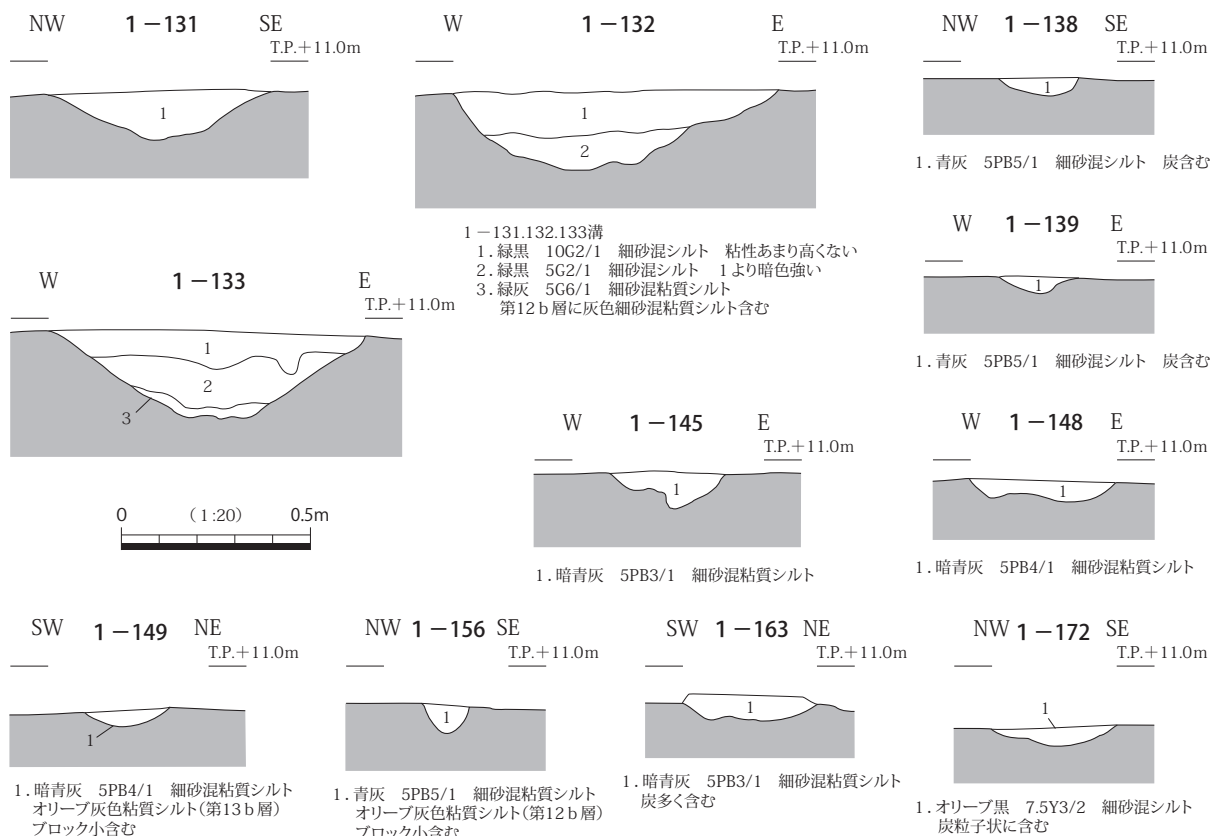 NW 1－131 SE
T.P.＋11.0m
1
W 1－132 E
T.P.＋11.0m
1
2
1－131.132.133溝
1．緑黒 10G2/1 細砂混シルト 粘性あまり高くない
2．緑黒 5G2/1 細砂混シルト 1より暗色強い
3．緑灰 5G6/1 細砂混粘質シルト
第12ｂ層に灰色細砂混粘質シルト含む
NW 1－138 SE
T.P.＋11.0m
1
1．青灰 5PB5/1 細砂混シルト 炭含む
W 1－139 E
T.P.＋11.0m
1
1．青灰 5PB5/1 細砂混シルト 炭含む
W 1－133 E
T.P.＋11.0m
1
2
3
0 （1:20） 0.5m
W 1－145 E
T.P.＋11.0m
1
1．暗青灰 5PB3/1 細砂混粘質シルト
W 1－148 E
T.P.＋11.0m
1
1．暗青灰 5PB4/1 細砂混粘質シルト
SW 1－149 NE
T.P.＋11.0m
1
1．暗青灰 5PB4/1 細砂混粘質シルト
オリーブ灰色粘質シルト（第13ｂ層）
ブロック小含む
NW 1－156 SE
T.P.＋11.0m
1
1．青灰 5PB5/1 細砂混粘質シルト
オリーブ灰色粘質シルト（第12ｂ層）
ブロック小含む
SW 1－163 NE
T.P.＋11.0m
1
1．暗青灰 5PB3/1 細砂混粘質シルト
炭多く含む
NW 1－172 SE
T.P.＋11.0m
1
1．オリーブ黒 7.5Y3/2 細砂混シルト
炭粒子状に含む